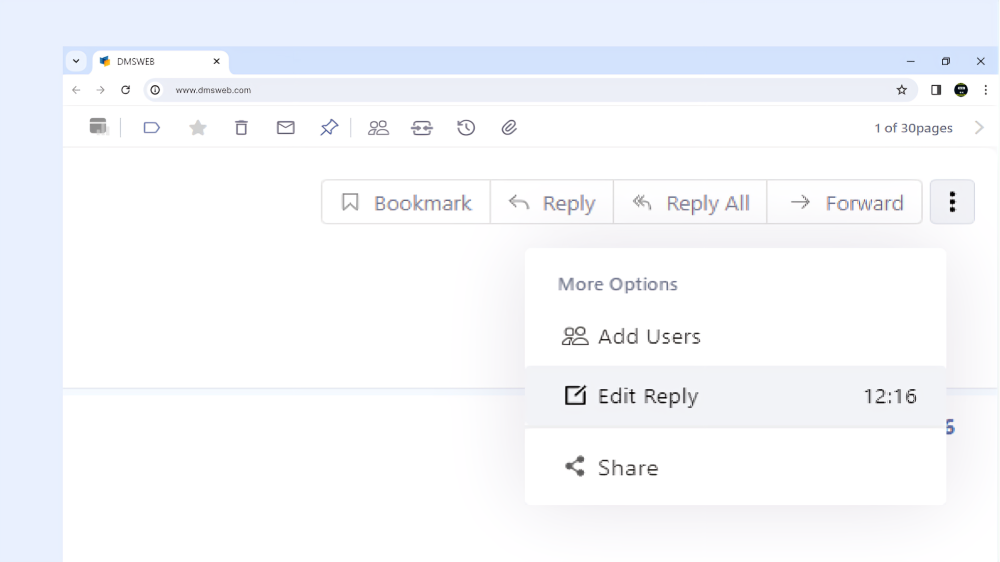 DMSWEB
www.dmsweb.com
1 of 30pages
Bookmark Reply Reply All Forward
More Options
Add Users
Edit Reply 12:16
Share